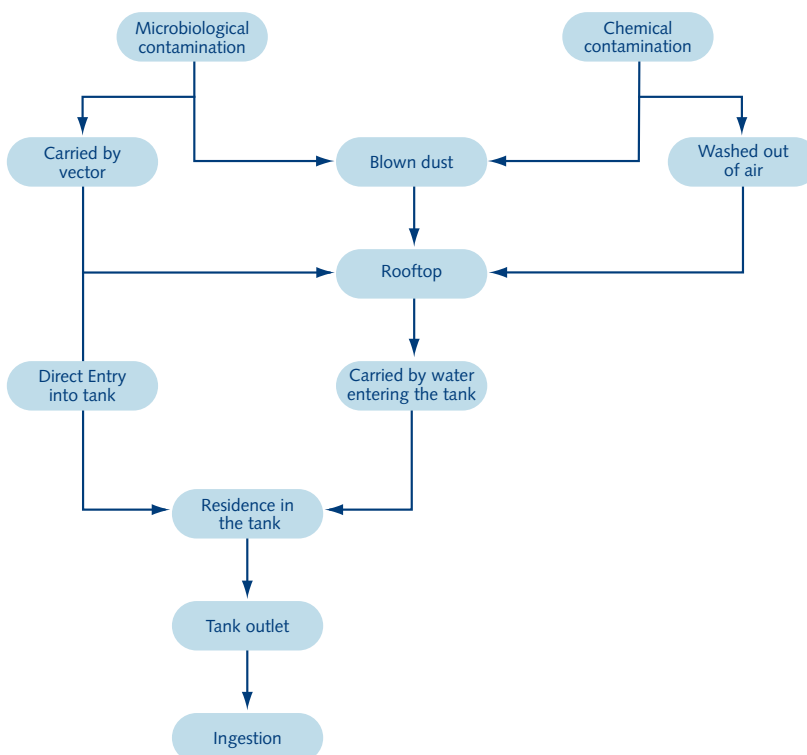 Microbiological
contamination
Chemical
contamination
Carried by
vector
Blown dust
Washed out
of air
Rooftop
Direct Entry
into tank
Carried by water
entering the tank
Residence in
the tank
Tank outlet
Ingestion